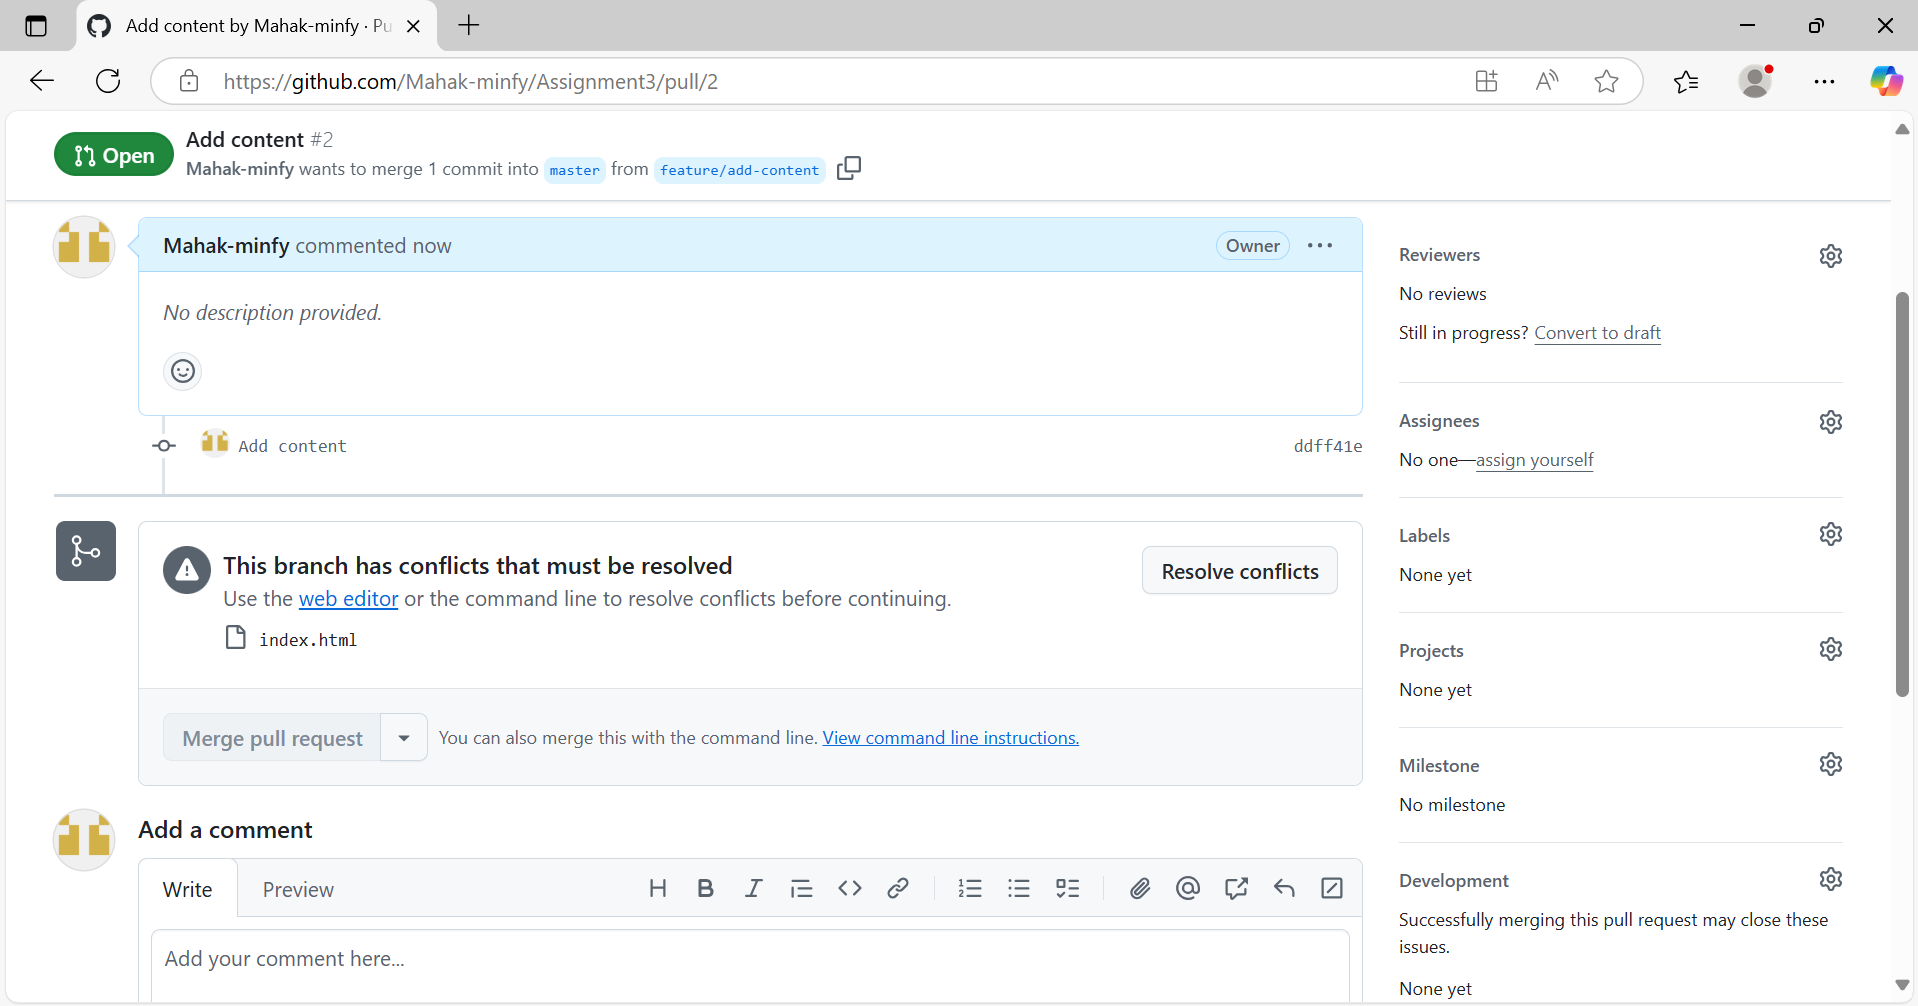 Add content by Mahak-minfy · Pu
https://github.com/Mahak-minfy/Assignment3/pull/2
Open
Add content #2
Mahak-minfy wants to merge 1 commit into master from feature/add-content
Mahak-minfy commented now
Owner
No description provided.
Add content
ddff41e
This branch has conflicts that must be resolved
Use the web editor or the command line to resolve conflicts before continuing.
index.html
Resolve conflicts
Merge pull request
You can also merge this with the command line. View command line instructions.
Add a comment
Write
Preview
Add your comment here...
Reviewers
No reviews
Still in progress? Convert to draft
Assignees
No one—assign yourself
Labels
None yet
Projects
None yet
Milestone
No milestone
Development
Successfully merging this pull request may close these
issues.
None yet